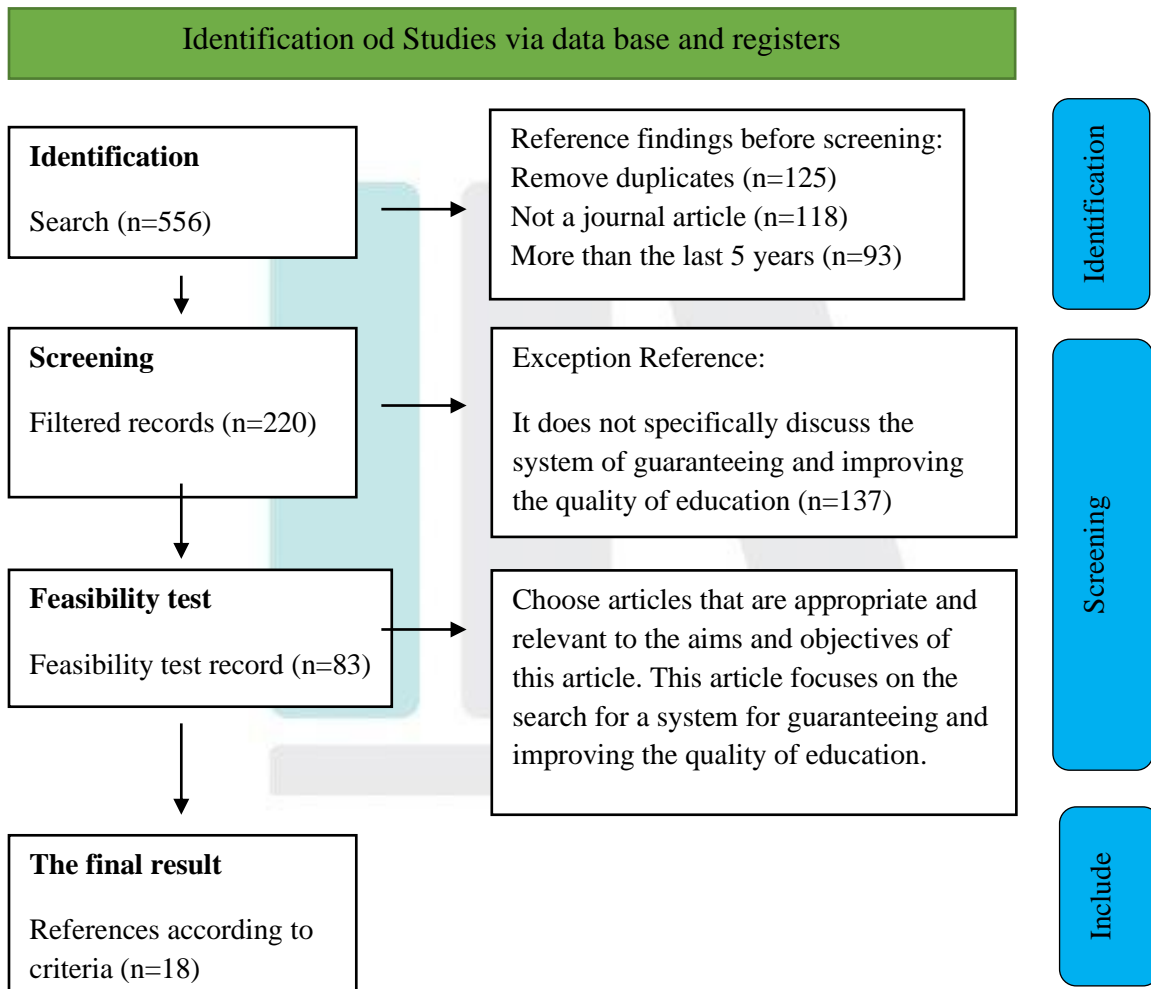 Identification od Studies via data base and registers
Identification
Search (n=556)
Reference findings before screening:
Remove duplicates (n=125)
Not a journal article (n=118)
More than the last 5 years (n=93)
Identification
Screening
Filtered records (n=220)
Exception Reference:
It does not specifically discuss the
system of guaranteeing and improving
the quality of education (n=137)
Screening
Feasibility test
Feasibility test record (n=83)
Choose articles that are appropriate and
relevant to the aims and objectives of
this article. This article focuses on the
search for a system for guaranteeing and
improving the quality of education.
The final result
References according to
criteria (n=18)
Include